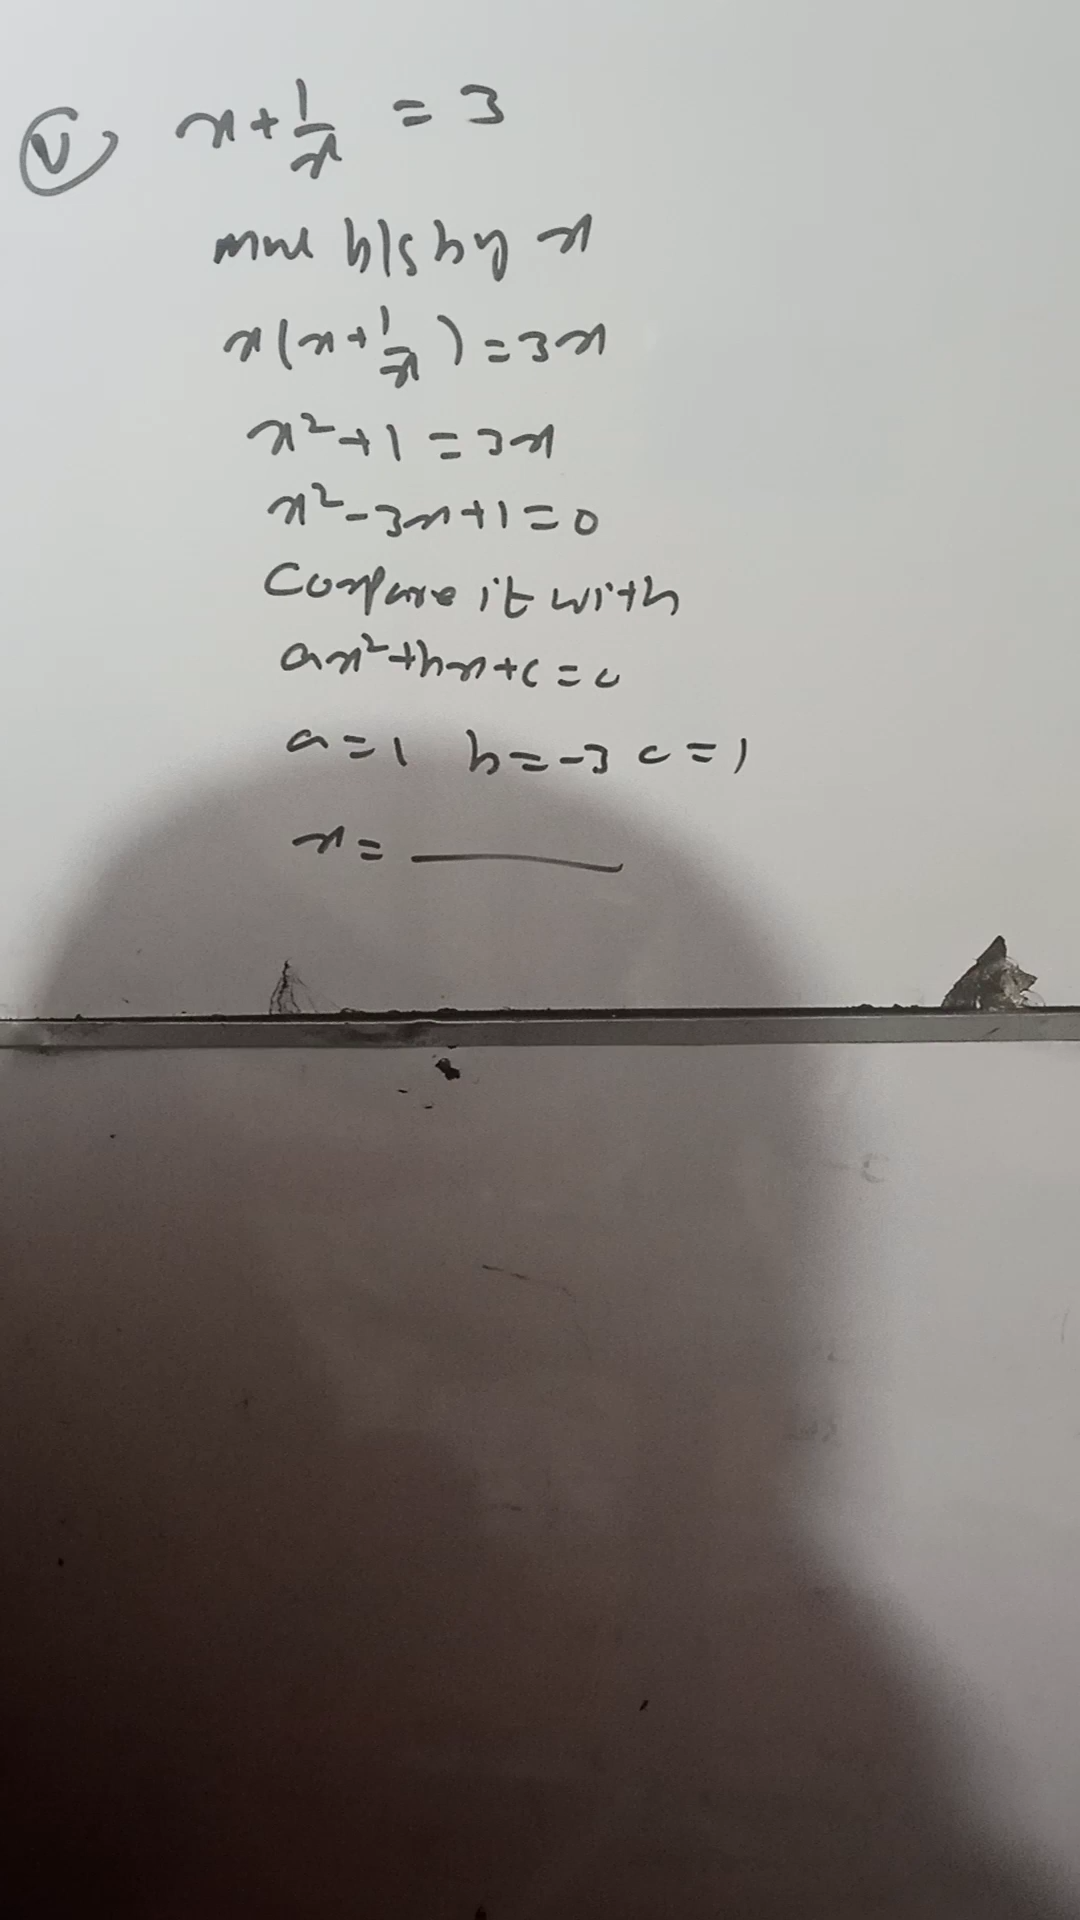 (v) x + 1/x = 3
mul b/s by x
x(x + 1/x) = 3x
x² + 1 = 3x
x² - 3x + 1 = 0
Compare it with
ax² + bx + c = 0
a = 1 b = -3 c = 1
x = ______